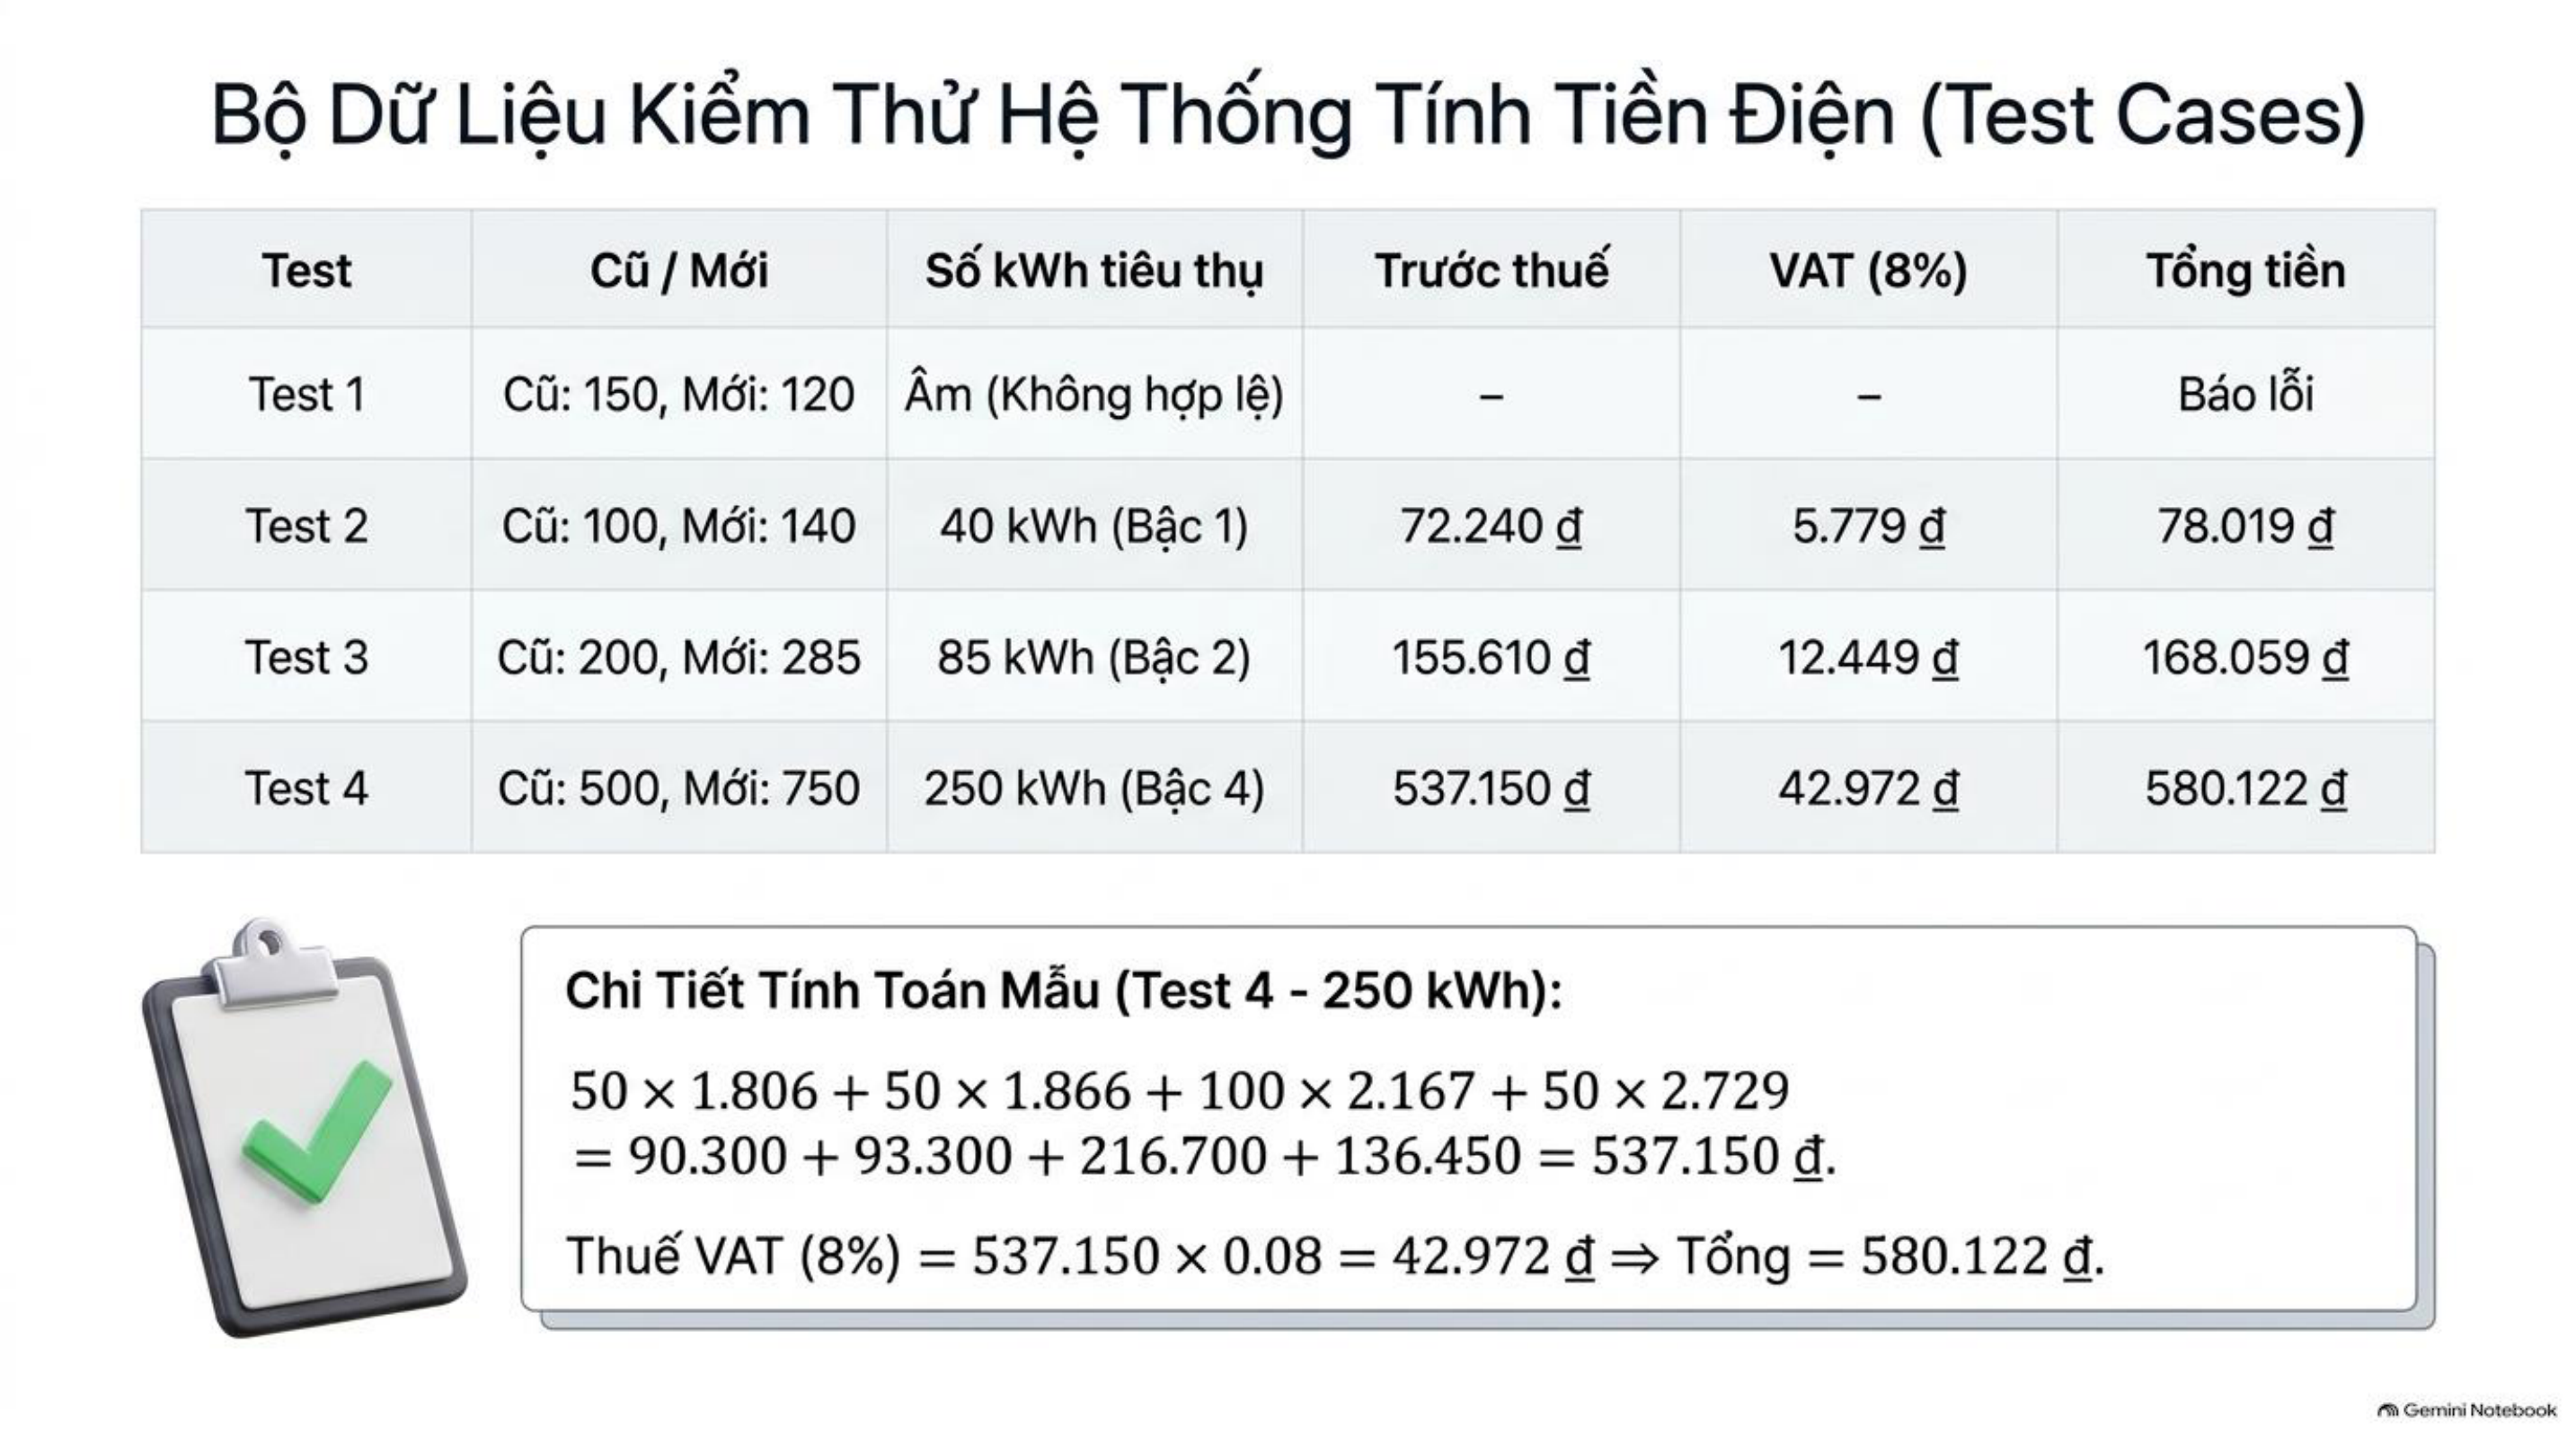 Bộ Dữ Liệu Kiểm Thử Hệ Thống Tính Tiền Điện (Test Cases)
Test Cũ / Mới Số kWh tiêu thụ Trước thuế VAT (8%) Tổng tiền
Test 1 Cũ: 150, Mới: 120 Âm (Không hợp lệ) – – Báo lỗi
Test 2 Cũ: 100, Mới: 140 40 kWh (Bậc 1) 72.240 ₫ 5.779 ₫ 78.019 ₫
Test 3 Cũ: 200, Mới: 285 85 kWh (Bậc 2) 155.610 ₫ 12.449 ₫ 168.059 ₫
Test 4 Cũ: 500, Mới: 750 250 kWh (Bậc 4) 537.150 ₫ 42.972 ₫ 580.122 ₫
Chi Tiết Tính Toán Mẫu (Test 4 - 250 kWh):
50 × 1.806 + 50 × 1.866 + 100 × 2.167 + 50 × 2.729
= 90.300 + 93.300 + 216.700 + 136.450 = 537.150 ₫.
Thuế VAT (8%) = 537.150 × 0.08 = 42.972 ₫ ⇒ Tổng = 580.122 ₫.
Gemini Notebook